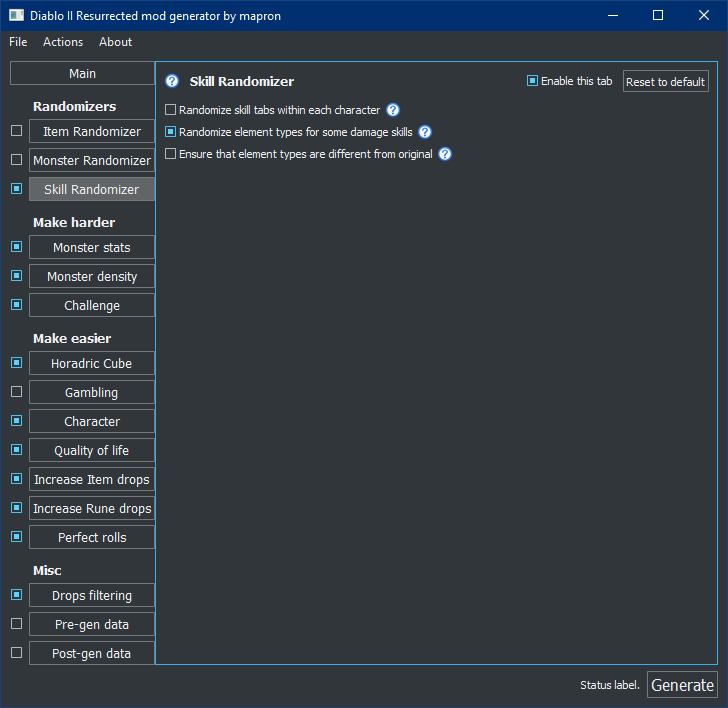 Diablo II Resurrected mod generator by mapron
File Actions About
Main
Randomizers
Item Randomizer
Monster Randomizer
Skill Randomizer
Make harder
Monster stats
Monster density
Challenge
Make easier
Horadric Cube
Gambling
Character
Quality of life
Increase Item drops
Increase Rune drops
Perfect rolls
Misc
Drops filtering
Pre-gen data
Post-gen data
? Skill Randomizer
Enable this tab
Reset to default
Randomize skill tabs within each character ?
Randomize element types for some damage skills ?
Ensure that element types are different from original ?
Status label.
Generate